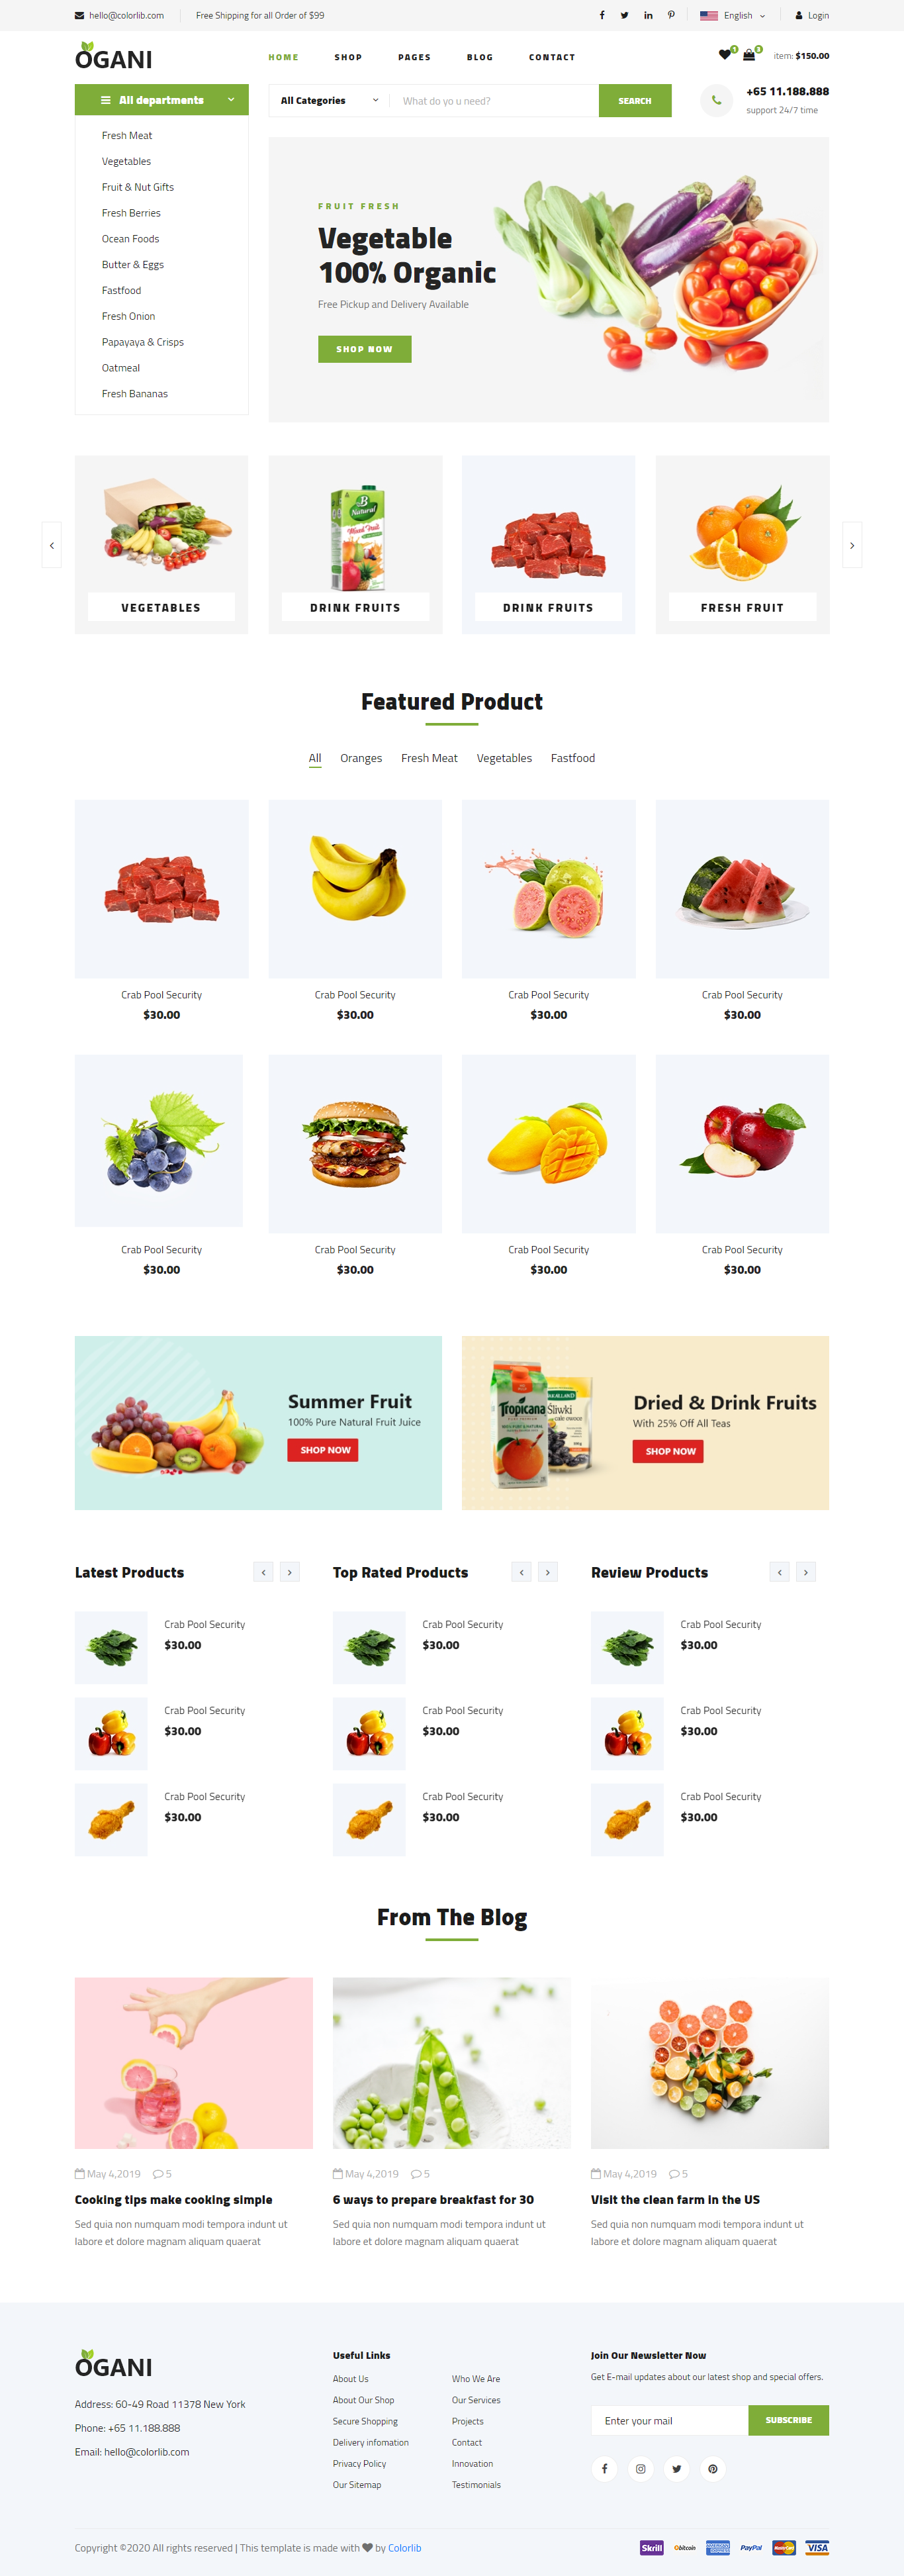 hello@colorlib.com
Free Shipping for all Order of $99
English
Login
OGANI
HOME SHOP PAGES BLOG CONTACT
1
3
item: $150.00
All departments
All Categories
What do yo u need?
SEARCH
+65 11.188.888
support 24/7 time
Fresh Meat
Vegetables
Fruit & Nut Gifts
Fresh Berries
Ocean Foods
Butter & Eggs
Fastfood
Fresh Onion
Papayaya & Crisps
Oatmeal
Fresh Bananas
FRUIT FRESH
Vegetable
100% Organic
Free Pickup and Delivery Available
SHOP NOW
B
Natural
Mixed Fruit
VEGETABLES
DRINK FRUITS
DRINK FRUITS
FRESH FRUIT
Featured Product
All Oranges Fresh Meat Vegetables Fastfood
Crab Pool Security
$30.00
Crab Pool Security
$30.00
Crab Pool Security
$30.00
Crab Pool Security
$30.00
Crab Pool Security
$30.00
Crab Pool Security
$30.00
Crab Pool Security
$30.00
Crab Pool Security
$30.00
Summer Fruit
100% Pure Natural Fruit Juice
SHOP NOW
Tropicana
Śliwki
Dried & Drink Fruits
With 25% Off All Teas
SHOP NOW
Latest Products
Crab Pool Security
$30.00
Crab Pool Security
$30.00
Crab Pool Security
$30.00
Top Rated Products
Crab Pool Security
$30.00
Crab Pool Security
$30.00
Crab Pool Security
$30.00
Review Products
Crab Pool Security
$30.00
Crab Pool Security
$30.00
Crab Pool Security
$30.00
From The Blog
May 4,2019 5
Cooking tips make cooking simple
Sed quia non numquam modi tempora indunt ut
labore et dolore magnam aliquam quaerat
May 4,2019 5
6 ways to prepare breakfast for 30
Sed quia non numquam modi tempora indunt ut
labore et dolore magnam aliquam quaerat
May 4,2019 5
Visit the clean farm in the US
Sed quia non numquam modi tempora indunt ut
labore et dolore magnam aliquam quaerat
OGANI
Address: 60-49 Road 11378 New York
Phone: +65 11.188.888
Email: hello@colorlib.com
Useful Links
About Us
About Our Shop
Secure Shopping
Delivery infomation
Privacy Policy
Our Sitemap
Who We Are
Our Services
Projects
Contact
Innovation
Testimonials
Join Our Newsletter Now
Get E-mail updates about our latest shop and special offers.
Enter your mail
SUBSCRIBE
Copyright ©2020 All rights reserved | This template is made with by Colorlib
Skrill
bitcoin
AMERICAN EXPRESS
PayPal
MasterCard
VISA